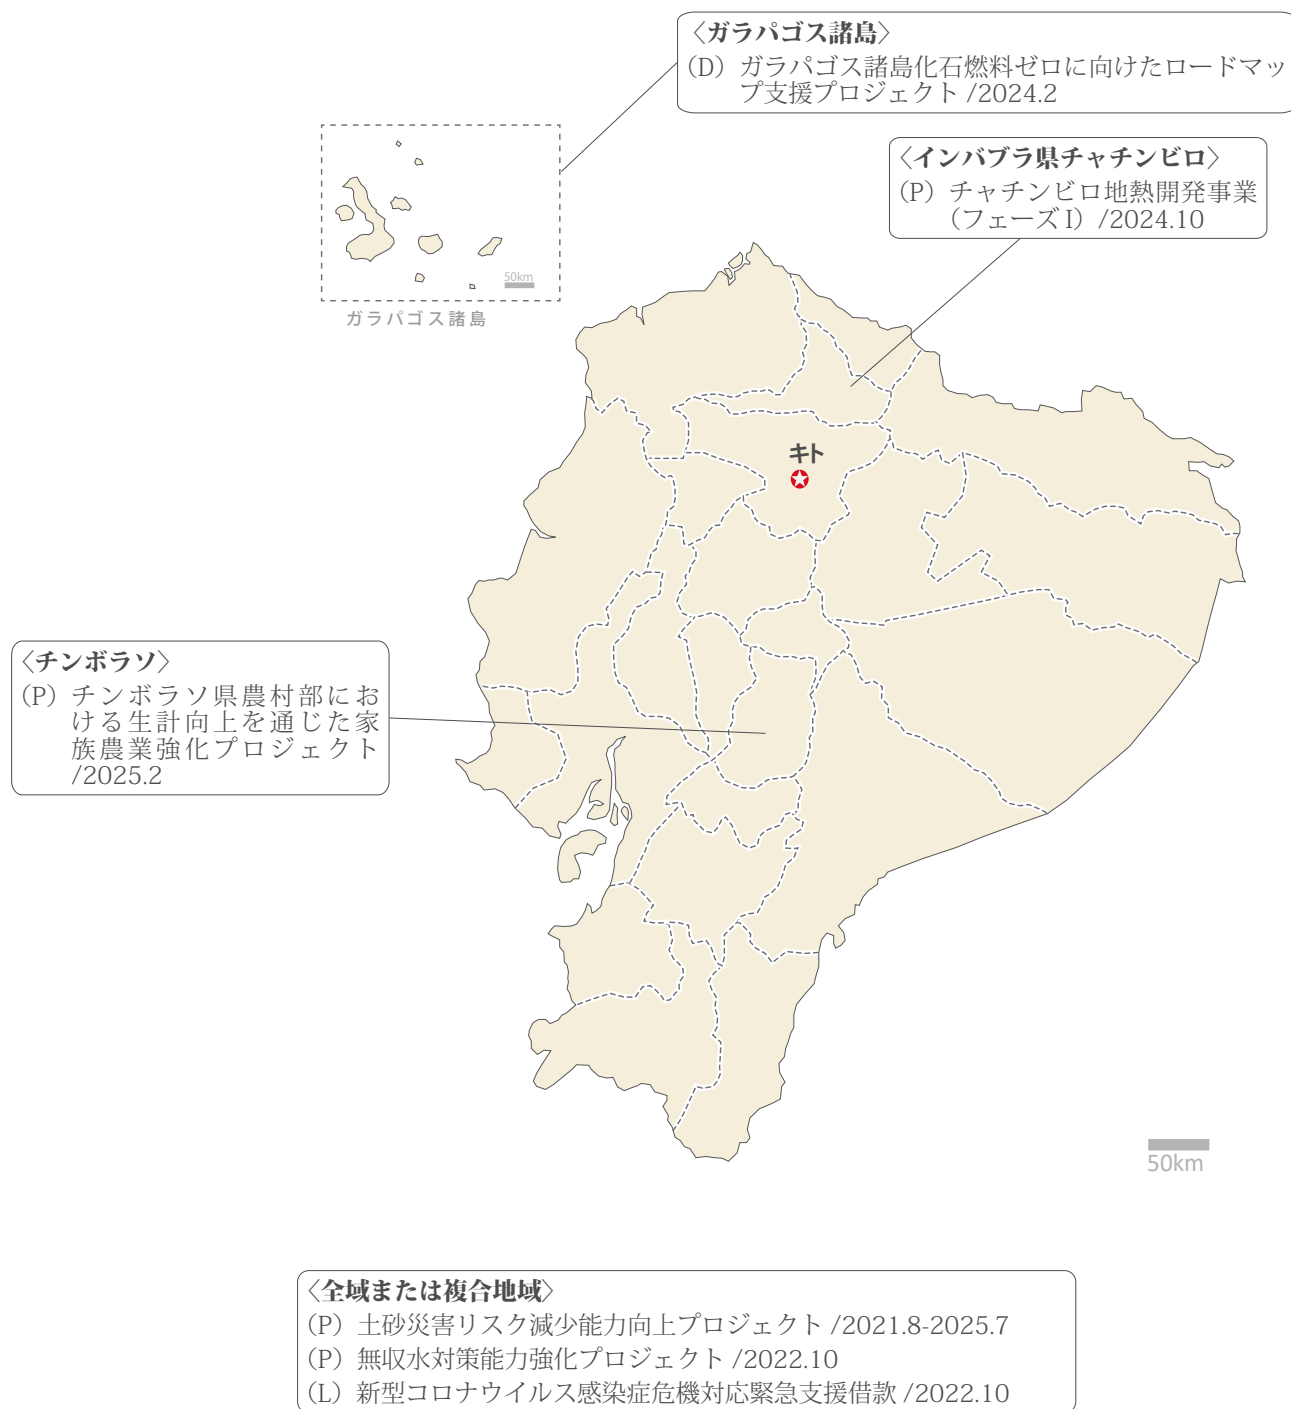 〈ガラパゴス諸島〉
(D) ガラパゴス諸島化石燃料ゼロに向けたロードマッ
プ支援プロジェクト /2024.2
〈インバブラ県チャチンビロ〉
(P) チャチンビロ地熱開発事業
（フェーズ I）/2024.10
50km
ガラパゴス諸島
キト
〈チンボラソ〉
(P) チンボラソ県農村部にお
ける生計向上を通じた家
族農業強化プロジェクト
/2025.2
50km
〈全域または複合地域〉
(P) 土砂災害リスク減少能力向上プロジェクト /2021.8-2025.7
(P) 無収水対策能力強化プロジェクト /2022.10
(L) 新型コロナウイルス感染症危機対応緊急支援借款 /2022.10